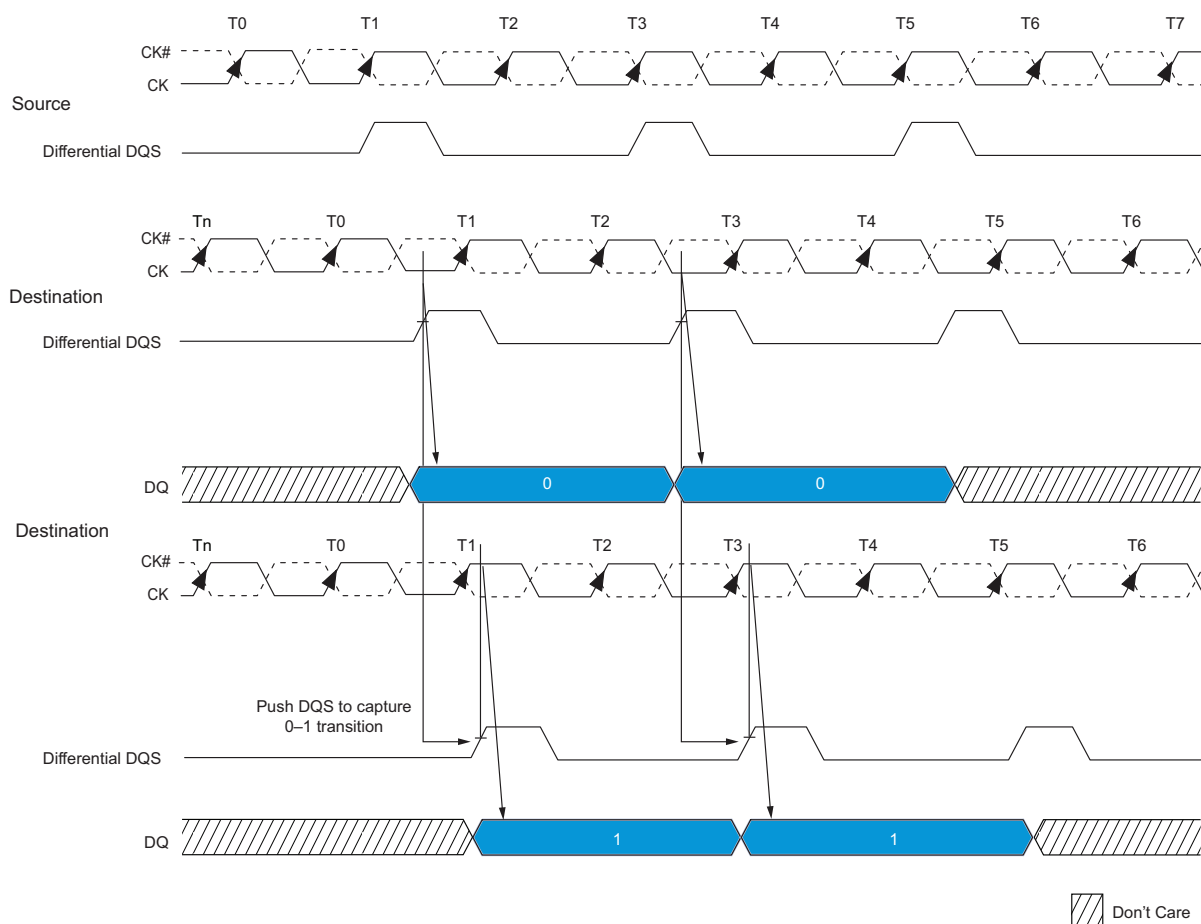 T0 T1 T2 T3 T4 T5 T6 T7
CK#
CK
Source
Differential DQS
Tn T0 T1 T2 T3 T4 T5 T6
CK#
CK
Destination
Differential DQS
DQ 0 0
Destination
Tn T0 T1 T2 T3 T4 T5 T6
CK#
CK
Push DQS to capture
0–1 transition
Differential DQS
DQ 1 1
Don't Care